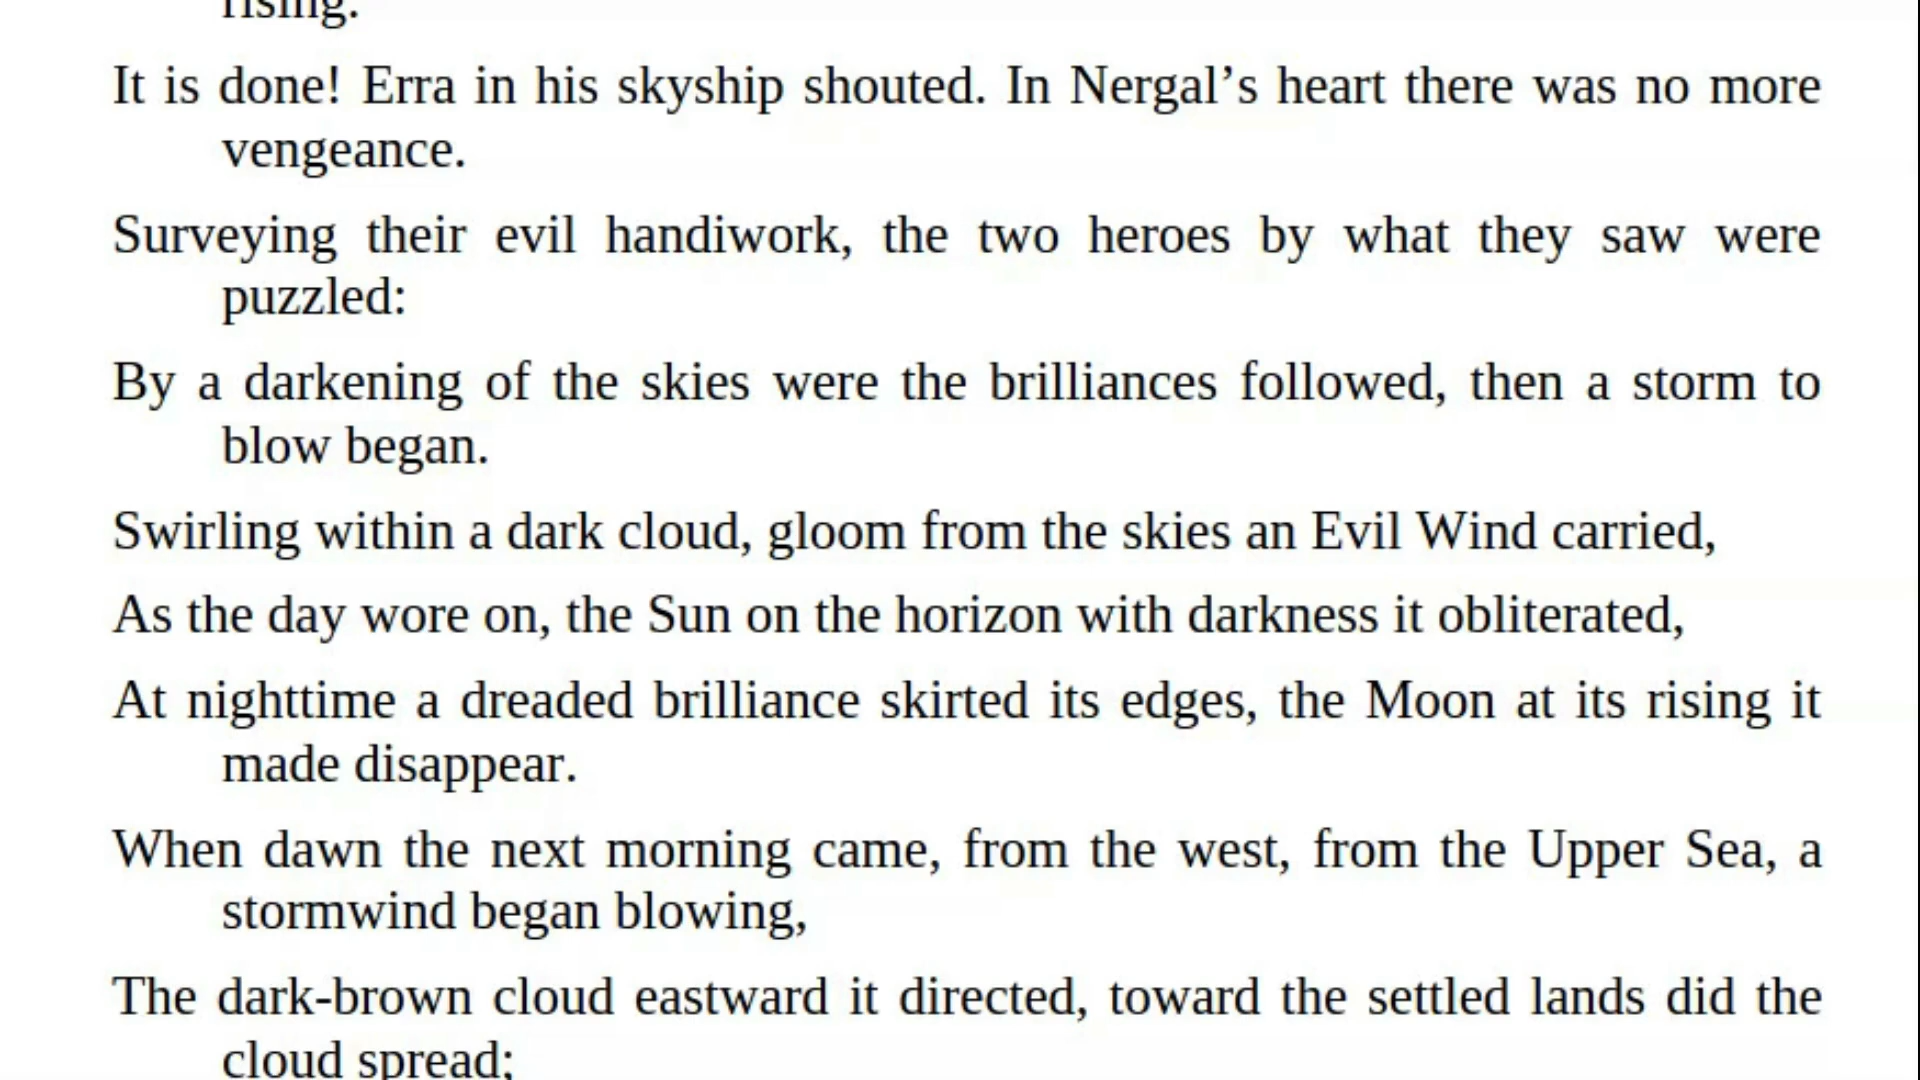 rising.
It is done! Erra in his skyship shouted. In Nergal’s heart there was no more
vengeance.
Surveying their evil handiwork, the two heroes by what they saw were
puzzled:
By a darkening of the skies were the brilliances followed, then a storm to
blow began.
Swirling within a dark cloud, gloom from the skies an Evil Wind carried,
As the day wore on, the Sun on the horizon with darkness it obliterated,
At nighttime a dreaded brilliance skirted its edges, the Moon at its rising it
made disappear.
When dawn the next morning came, from the west, from the Upper Sea, a
stormwind began blowing,
The dark-brown cloud eastward it directed, toward the settled lands did the
cloud spread;